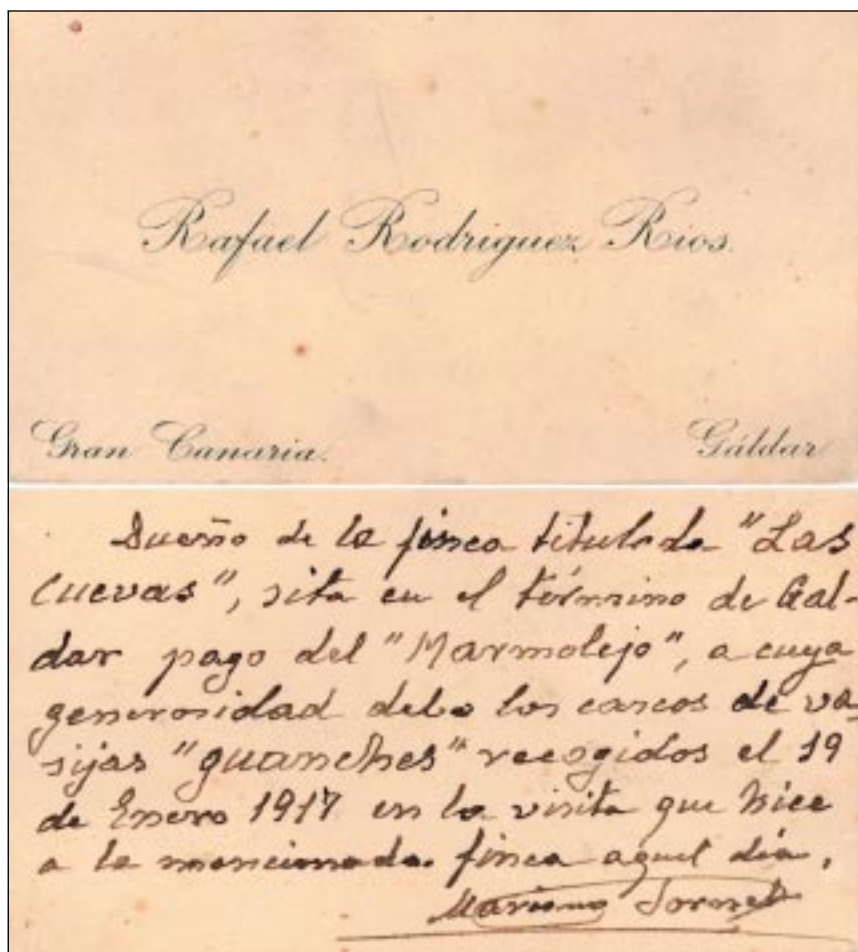 Rafael Rodriguez Rios.
Gran Canaria.
Gáldar
Dueño de la finca titulada "Las
Cuevas", sita en el término de Gal-
dar pago del "Marmolejo", a cuya
generosidad debo los cascos de va-
sijas "guanches" recogidos el 19
de Enero 1917 en la visita que hice
a la mencionada finca aquel día.
Mariano